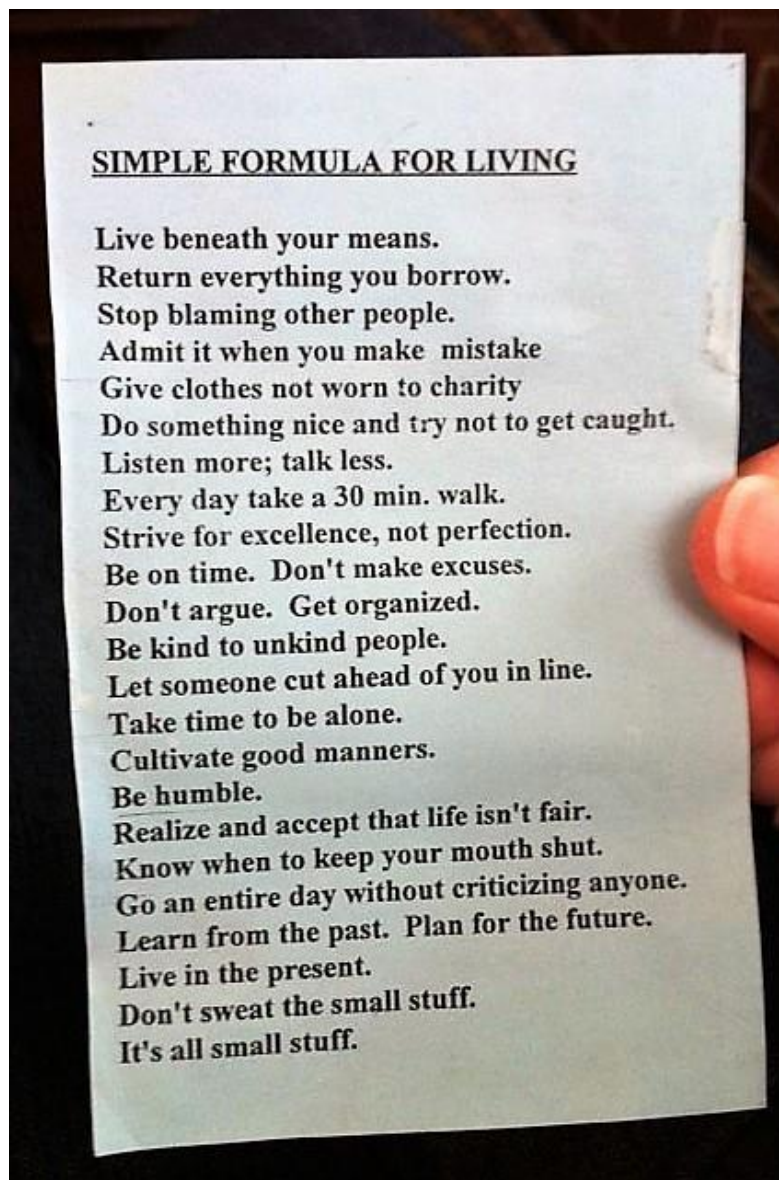 SIMPLE FORMULA FOR LIVING
Live beneath your means.
Return everything you borrow.
Stop blaming other people.
Admit it when you make  mistake
Give clothes not worn to charity
Do something nice and try not to get caught.
Listen more; talk less.
Every day take a 30 min. walk.
Strive for excellence, not perfection.
Be on time.  Don't make excuses.
Don't argue.  Get organized.
Be kind to unkind people.
Let someone cut ahead of you in line.
Take time to be alone.
Cultivate good manners.
Be humble.
Realize and accept that life isn't fair.
Know when to keep your mouth shut.
Go an entire day without criticizing anyone.
Learn from the past.  Plan for the future.
Live in the present.
Don't sweat the small stuff.
It's all small stuff.